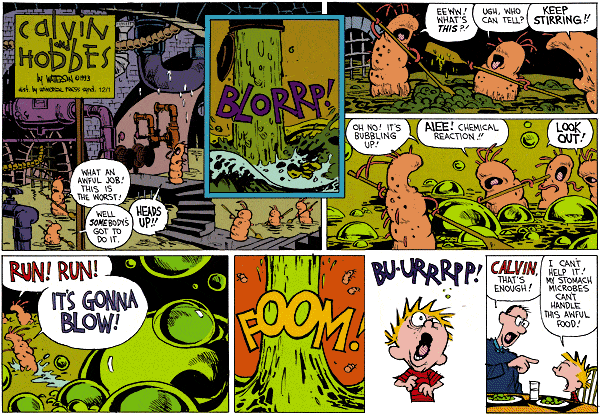 calvin
and
HobbEs
by WATTERSON ©1993
WHAT AN
AWFUL JOB!
THIS IS
THE WORST!
WELL,
SOMEBODY'S
GOT TO
DO IT.
HEADS
UP!!
BLORRP!
EEWW!
WHAT'S
THIS?!
UGH, WHO
CAN TELL?
KEEP
STIRRING!!
OH NO! IT'S
BUBBLING
UP!
AIEE! CHEMICAL
REACTION!!
LOOK
OUT!
RUN! RUN!
IT'S GONNA
BLOW!
FOOM!
BU-URRRPP!
CALVIN,
THAT'S
ENOUGH!
I CAN'T
HELP IT!
MY STOMACH
MICROBES
CAN'T
HANDLE
THIS AWFUL
FOOD!